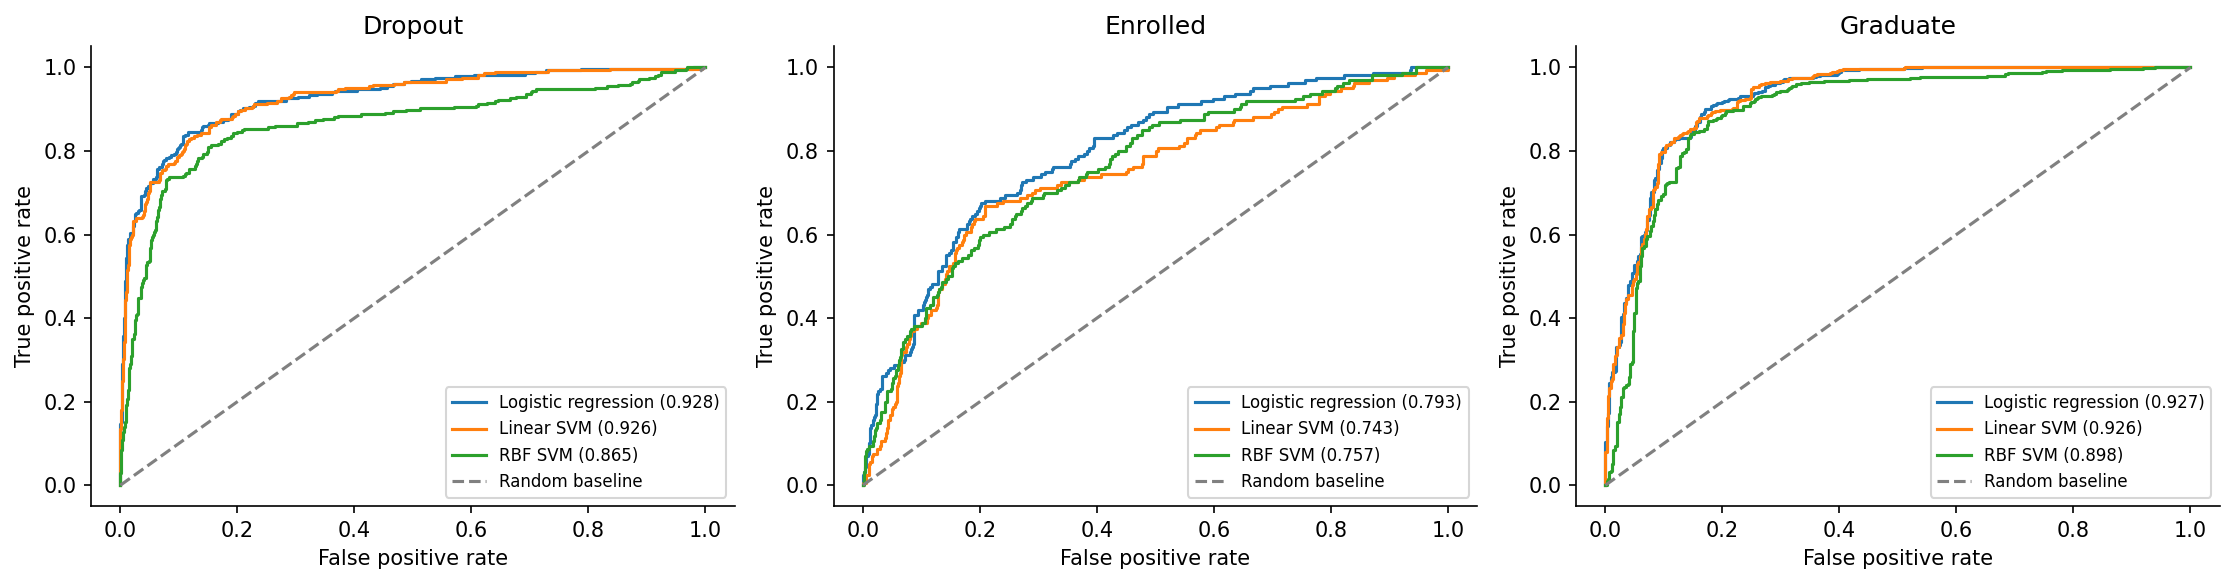 Dropout
True positive rate
1.0
0.8
0.6
0.4
0.2
0.0
Logistic regression (0.928)
Linear SVM (0.926)
RBF SVM (0.865)
Random baseline
0.0 0.2 0.4 0.6 0.8 1.0
False positive rate
Enrolled
True positive rate
1.0
0.8
0.6
0.4
0.2
0.0
Logistic regression (0.793)
Linear SVM (0.743)
RBF SVM (0.757)
Random baseline
0.0 0.2 0.4 0.6 0.8 1.0
False positive rate
Graduate
True positive rate
1.0
0.8
0.6
0.4
0.2
0.0
Logistic regression (0.927)
Linear SVM (0.926)
RBF SVM (0.898)
Random baseline
0.0 0.2 0.4 0.6 0.8 1.0
False positive rate